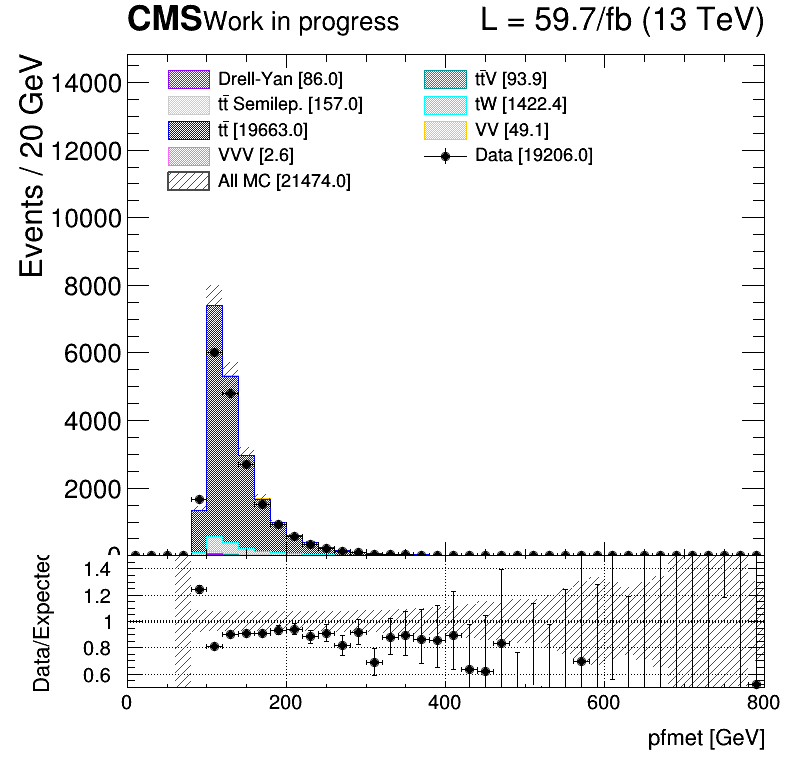 CMS Work in progress L = 59.7/fb (13 TeV)
Events / 20 GeV
14000
12000
10000
8000
6000
4000
2000
0
Drell-Yan [86.0]
tt̄ Semilep. [157.0]
tt̄ [19663.0]
VVV [2.6]
All MC [21474.0]
tt̄V [93.9]
tW [1422.4]
VV [49.1]
Data [19206.0]
Data/Expected
1.4
1.2
1
0.8
0.6
0 200 400 600 800
pfmet [GeV]